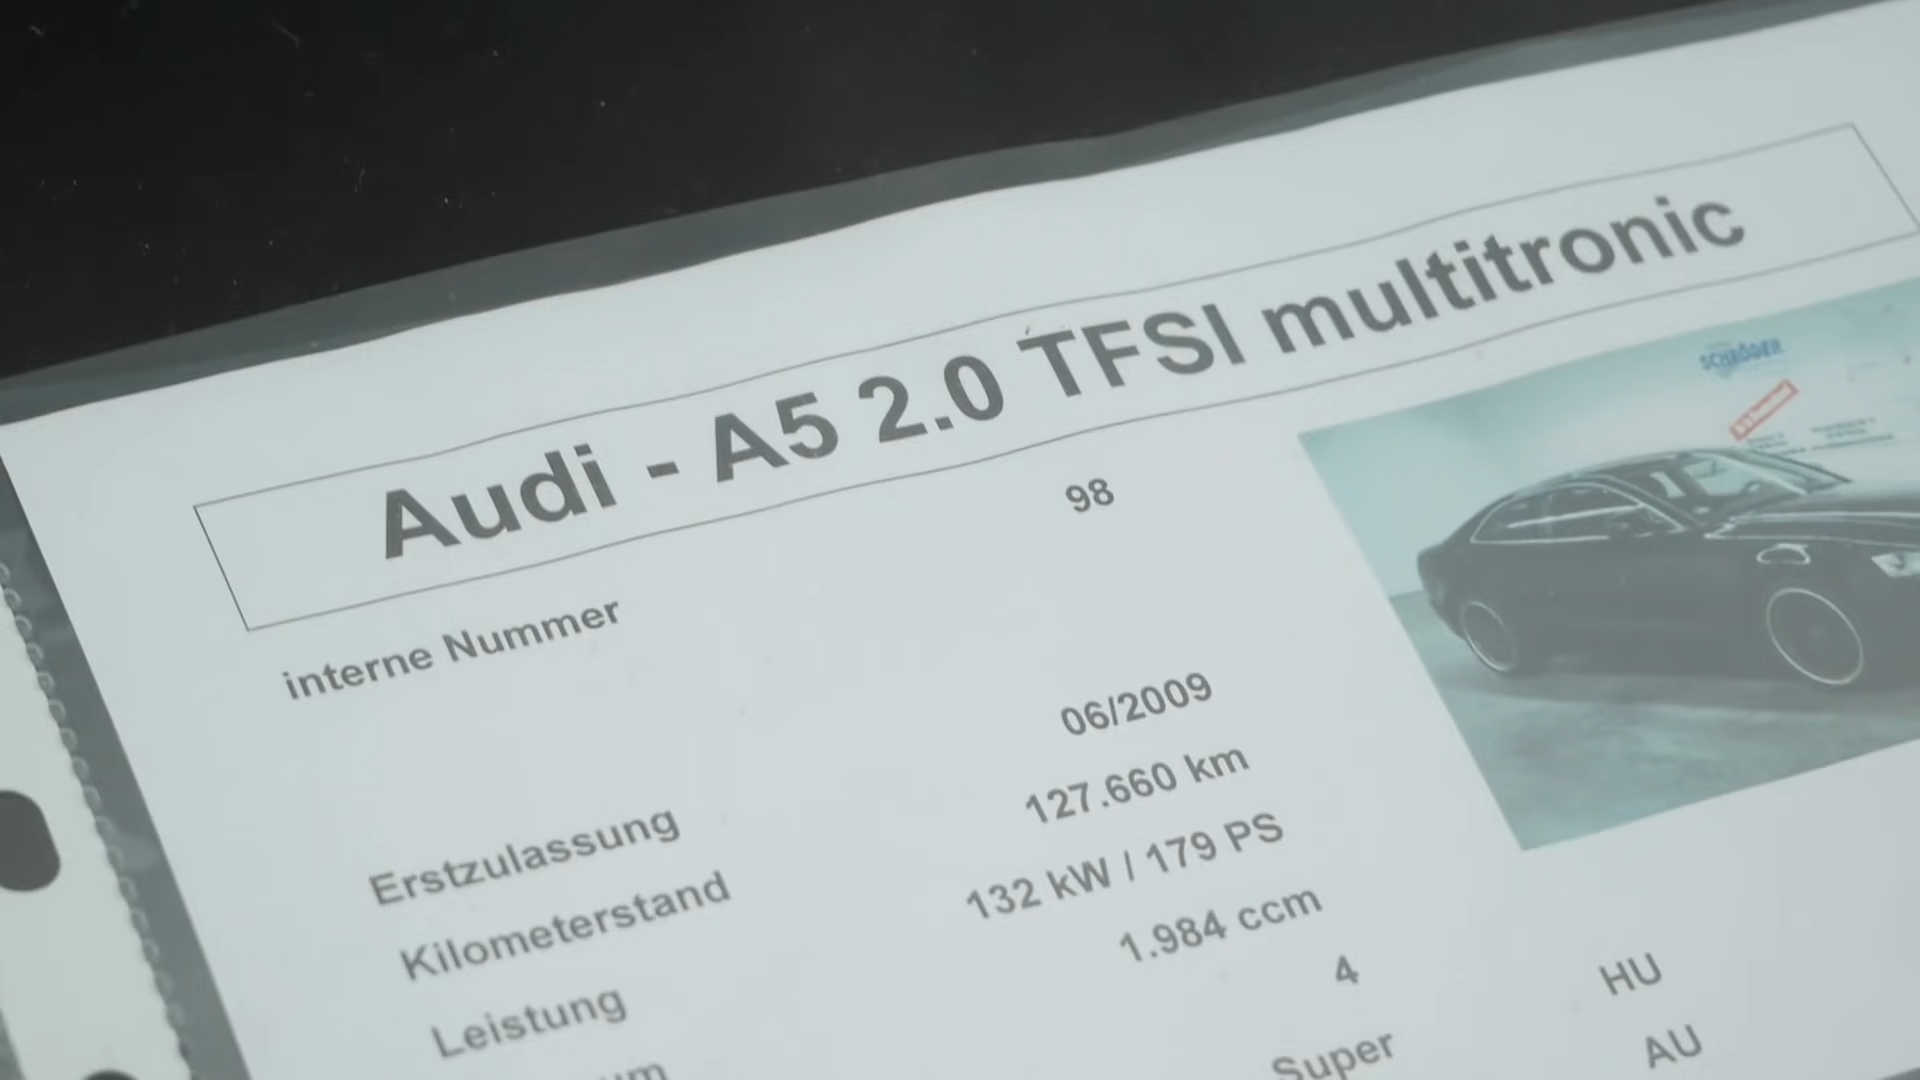 Audi - A5 2.0 TFSI multitronic
interne Nummer 98
Erstzulassung 06/2009
Kilometerstand 127.660 km
Leistung 132 kW / 179 PS
1.984 ccm
4
Super
HU
AU
SCHRÖDER